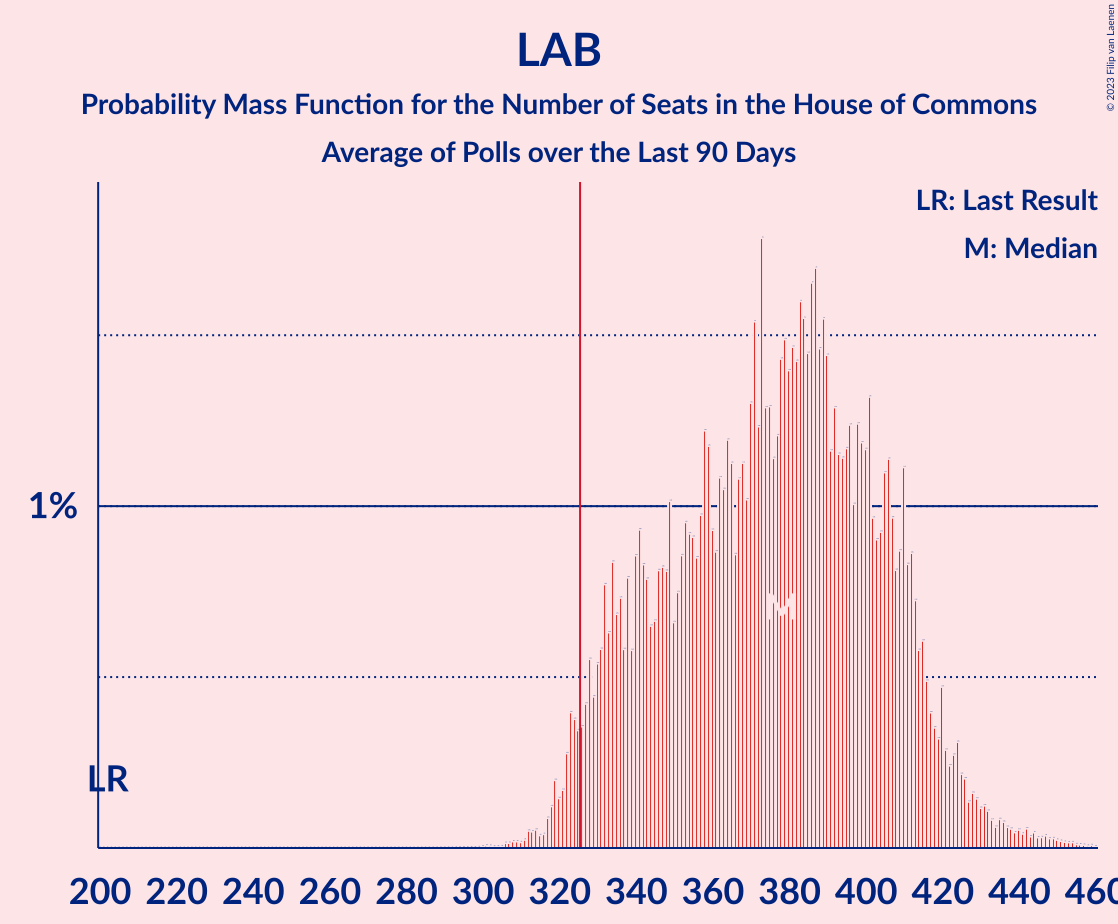 LAB
Probability Mass Function for the Number of Seats in the House of Commons
Average of Polls over the Last 90 Days
© 2023 Filip van Laenen
LR: Last Result
M: Median
1%
M
LR
200 220 240 260 280 300 320 340 360 380 400 420 440 460